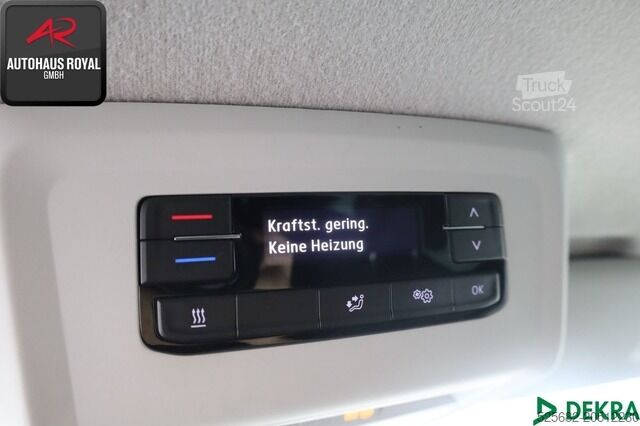 AUTOHAUS ROYAL
GMBH
Truck
Scout24
Kraftst. gering.
Keine Heizung
OK
DEKRA